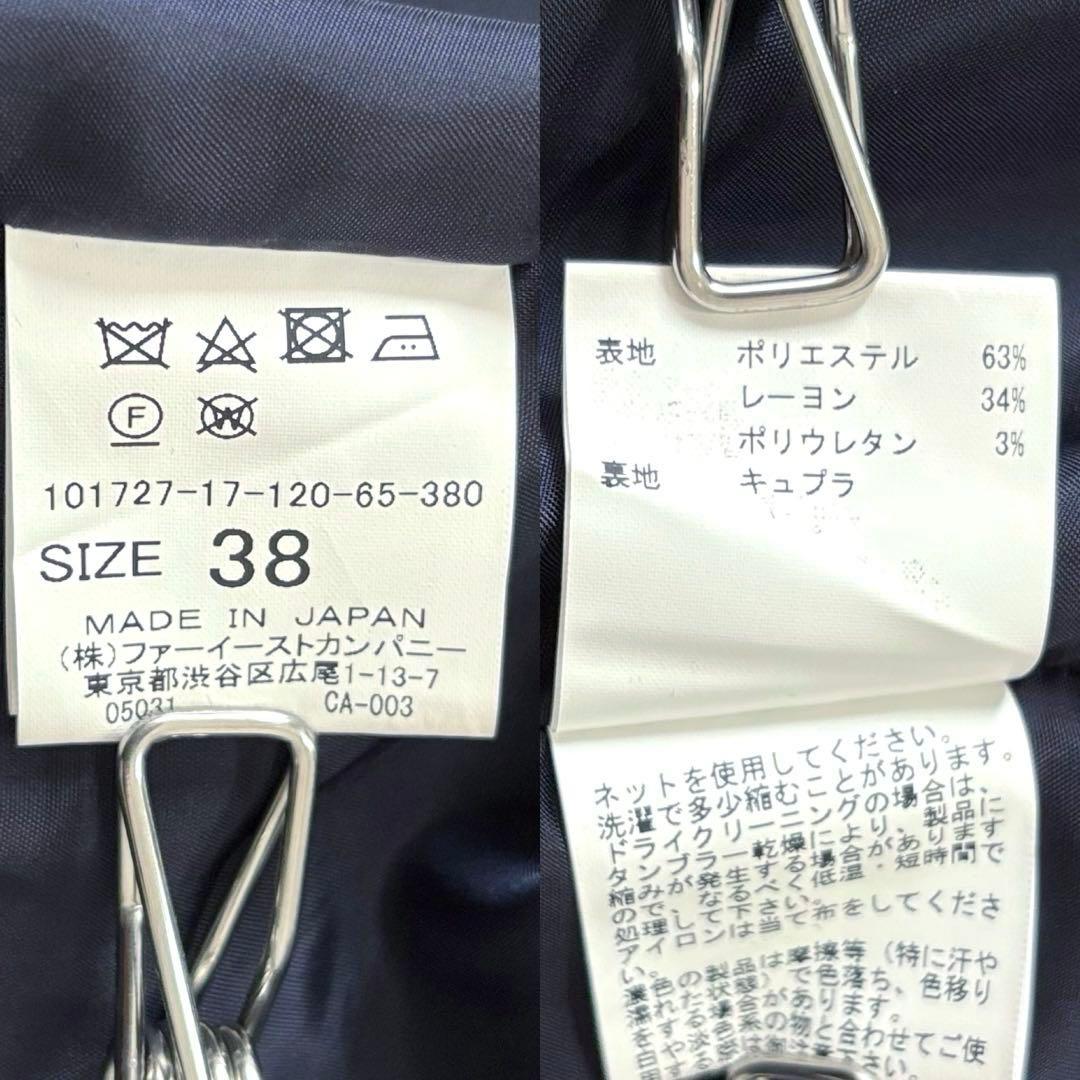 F
W
101727-17-120-65-380
SIZE 38
MADE IN JAPAN
(株)ファーイーストカンパニー
東京都渋谷区広尾1-13-7
05031 CA-003
表地 ポリエステル 63%
レーヨン 34%
ポリウレタン 3%
裏地 キュプラ
ネットを使用してください。
洗濯で多少縮むことがあります。
ドライクリーニングの場合は、
タンブラー乾燥により、製品に
縮みが発生する場合があります
ので、なるべく低温・短時間で
処理して下さい。
アイロンは当て布をしてくださ
い。
濃色の製品は摩擦等(特に汗や
濡れた状態)で色落ち、色移り
をする場合があります。
物と合わせてご使